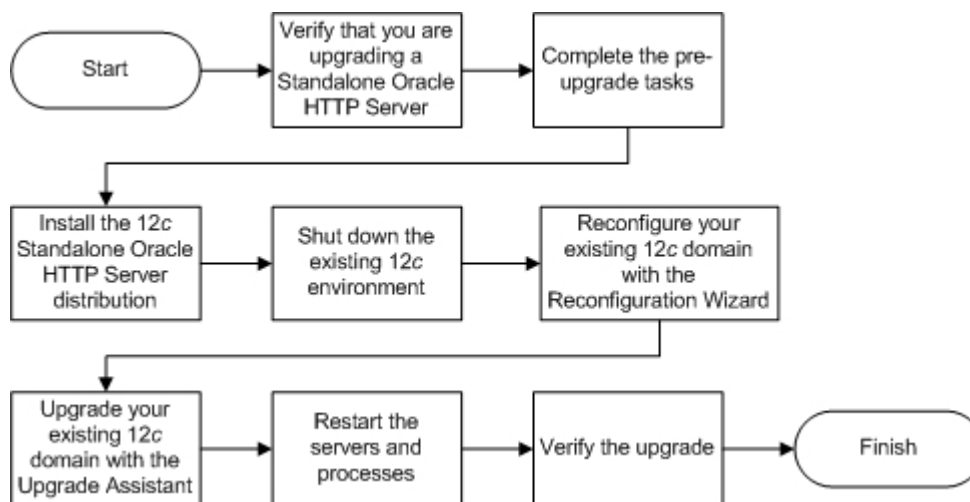 Start
Verify that you are
upgrading a
Standalone Oracle
HTTP Server
Complete the pre-
upgrade tasks
Install the 12c
Standalone Oracle
HTTP Server
distribution
Shut down the
existing 12c
environment
Reconfigure your
existing 12c domain
with the
Reconfiguration Wizard
Upgrade your
existing 12c
domain with the
Upgrade Assistant
Restart the
servers and
processes
Verify the upgrade
Finish